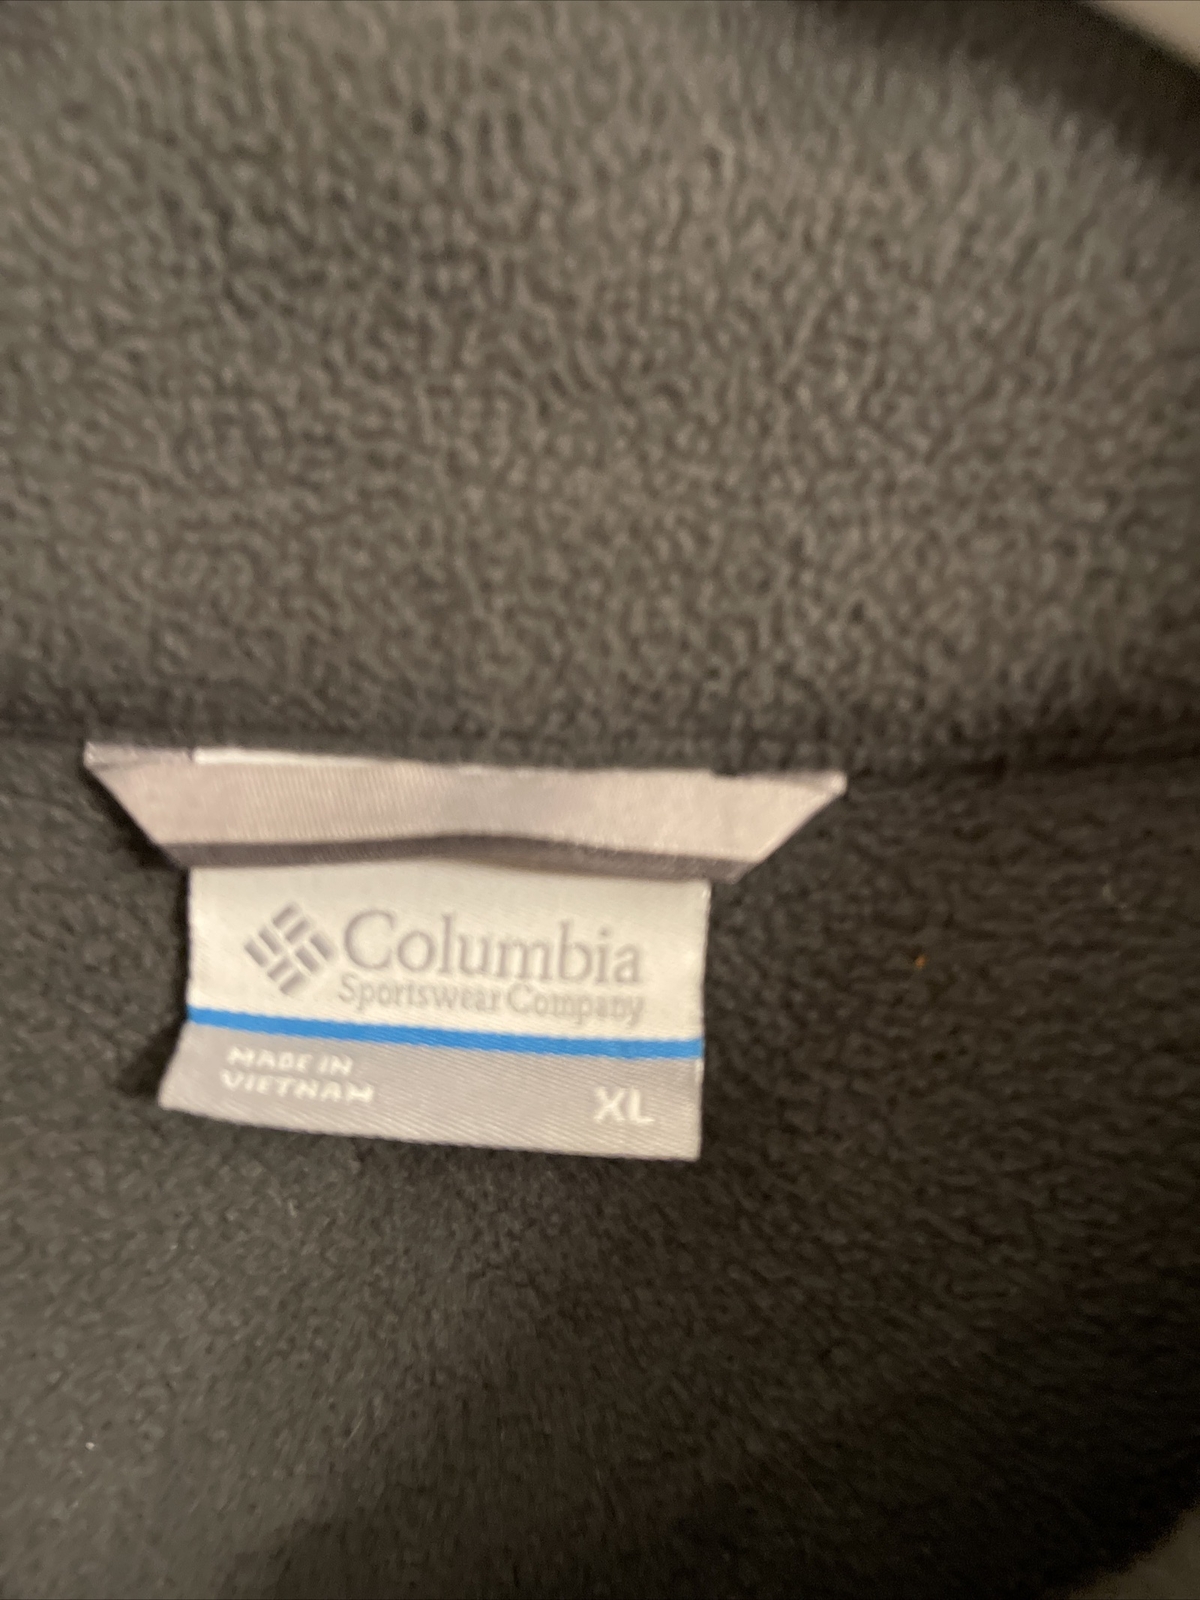 Columbia
Sportswear Company
MADE IN
VIETNAM
XL